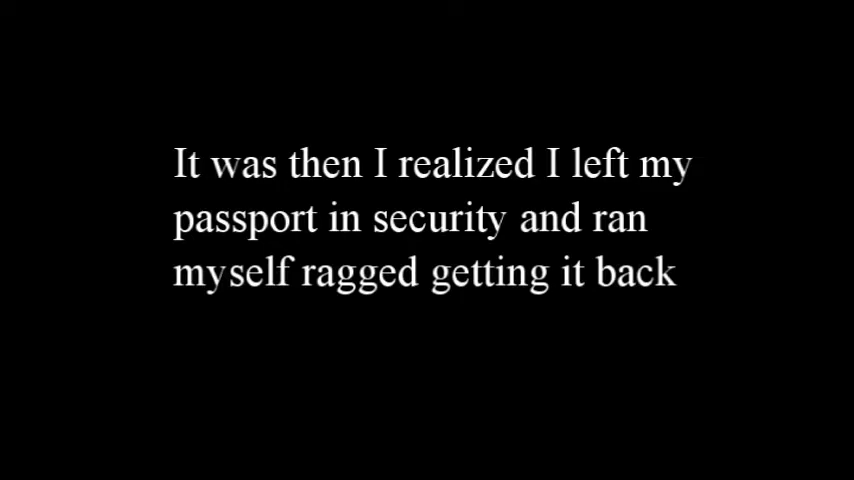 It was then I realized I left my
passport in security and ran
myself ragged getting it back